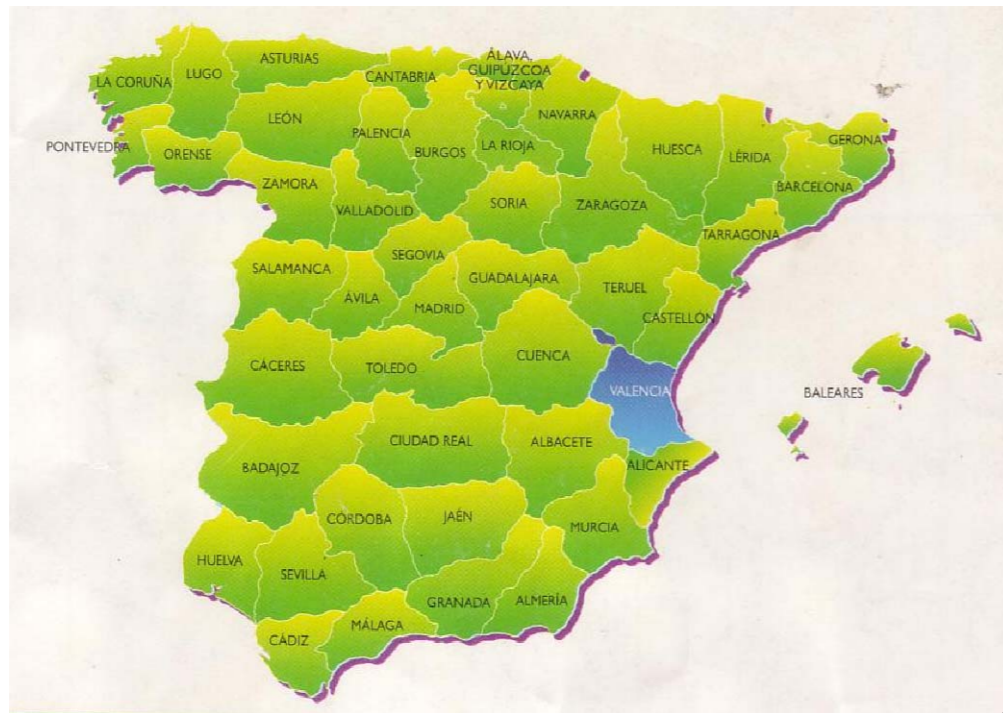 ASTURIAS
ÁLAVA,
GUIPÚZCOA
Y VIZCAYA
LUGO
LA CORUÑA
CANTABRIA
LEÓN
NAVARRA
PALENCIA
PONTEVEDRA
ORENSE
BURGOS
LA RIOJA
HUESCA
LÉRIDA
GERONA
ZAMORA
BARCELONA
VALLADOLID
SORIA
ZARAGOZA
TARRAGONA
SEGOVIA
SALAMANCA
GUADALAJARA
TERUEL
ÁVILA
MADRID
CASTELLÓN
CÁCERES
TOLEDO
CUENCA
VALENCIA
BALEARES
CIUDAD REAL
ALBACETE
BADAJOZ
ALICANTE
CÓRDOBA
JAÉN
MURCIA
HUELVA
SEVILLA
GRANADA
ALMERÍA
MÁLAGA
CÁDIZ